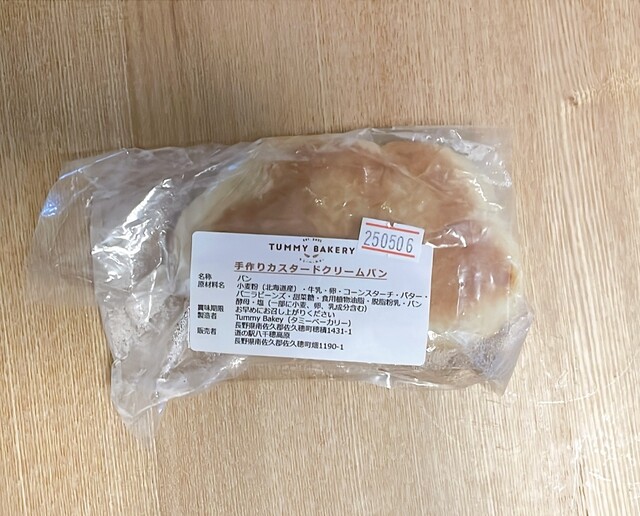 TUMMY BAKERY
250506
手作りカスタードクリームパン
名称 パン
原材料名 小麦粉（北海道産）・牛乳・卵・コーンスターチ・バター・
バニラビーンズ・甜菜糖・食用植物油脂・脱脂粉乳・パン
酵母・塩（一部に小麦、卵、乳成分含む）
賞味期限 お早めにお召し上がりください
製造者 Tummy Bakey（タミーベーカリー）
長野県南佐久郡佐久穂町穂積1431-1
販売者 道の駅八千穂高原
長野県南佐久郡佐久穂町畑1190-1